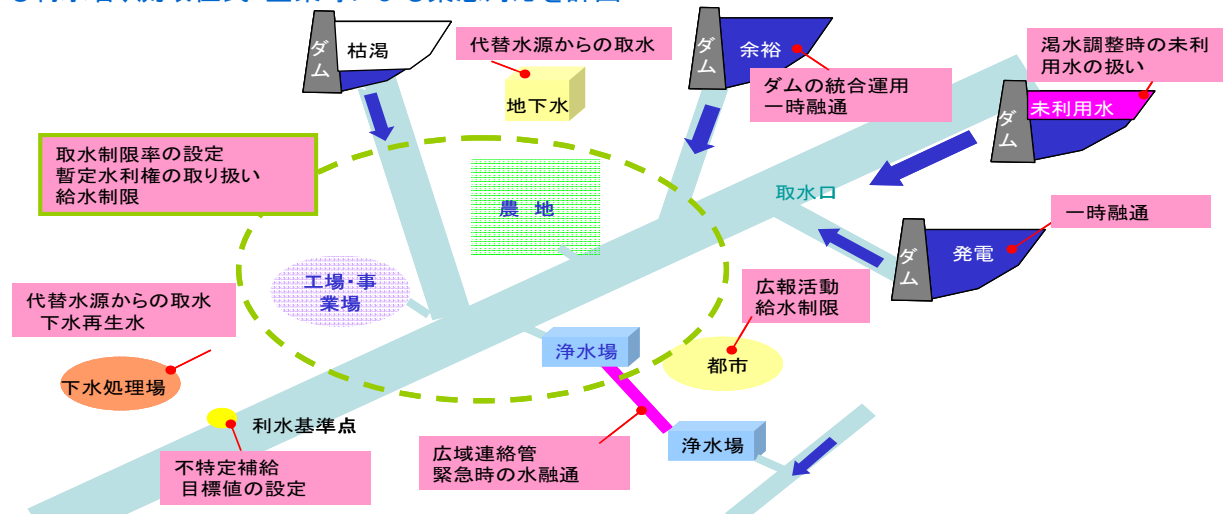 ダム
枯渇
代替水源からの取水
地下水
ダム
余裕
ダムの統合運用
一時融通
渇水調整時の未利
用水の扱い
ダム
未利用水
取水制限率の設定
暫定水利権の取り扱い
給水制限
農 地
取水口
一時融通
ダム
発電
工場・事
業場
広報活動
給水制限
代替水源からの取水
下水再生水
浄水場
都市
下水処理場
利水基準点
広域連絡管
緊急時の水融通
浄水場
不特定補給
目標値の設定